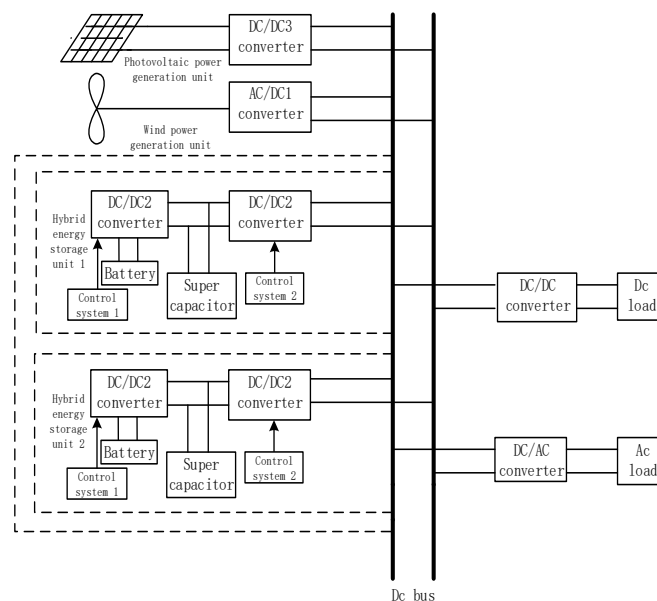 DC/DC3
converter
Photovoltaic power
generation unit
AC/DC1
converter
Wind power
generation unit
Hybrid
energy
storage
unit 1
DC/DC2
converter
DC/DC2
converter
Battery
Super
capacitor
Control
system 1
Control
system 2
DC/DC
converter
Dc
load
Hybrid
energy
storage
unit 2
DC/DC2
converter
DC/DC2
converter
Battery
Super
capacitor
Control
system 1
Control
system 2
DC/AC
converter
Ac
load
Dc bus